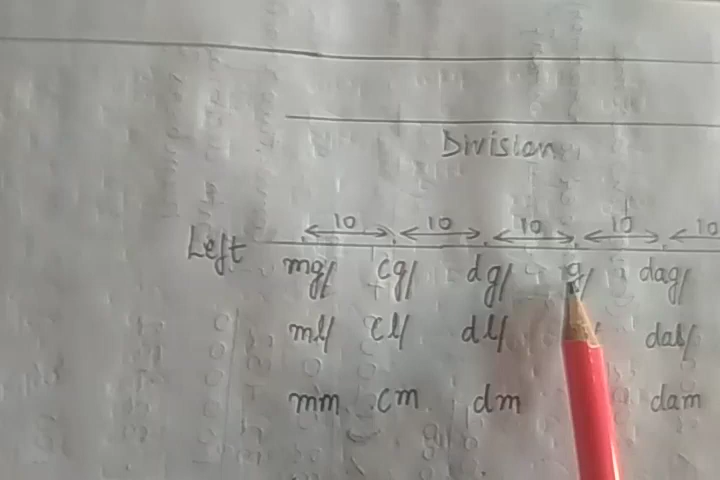 Division
10 10 10 10 10
Left mg/ cg/ dg/ g/ dag/
ml/ cl/ dl/ dal/
mm cm dm dam